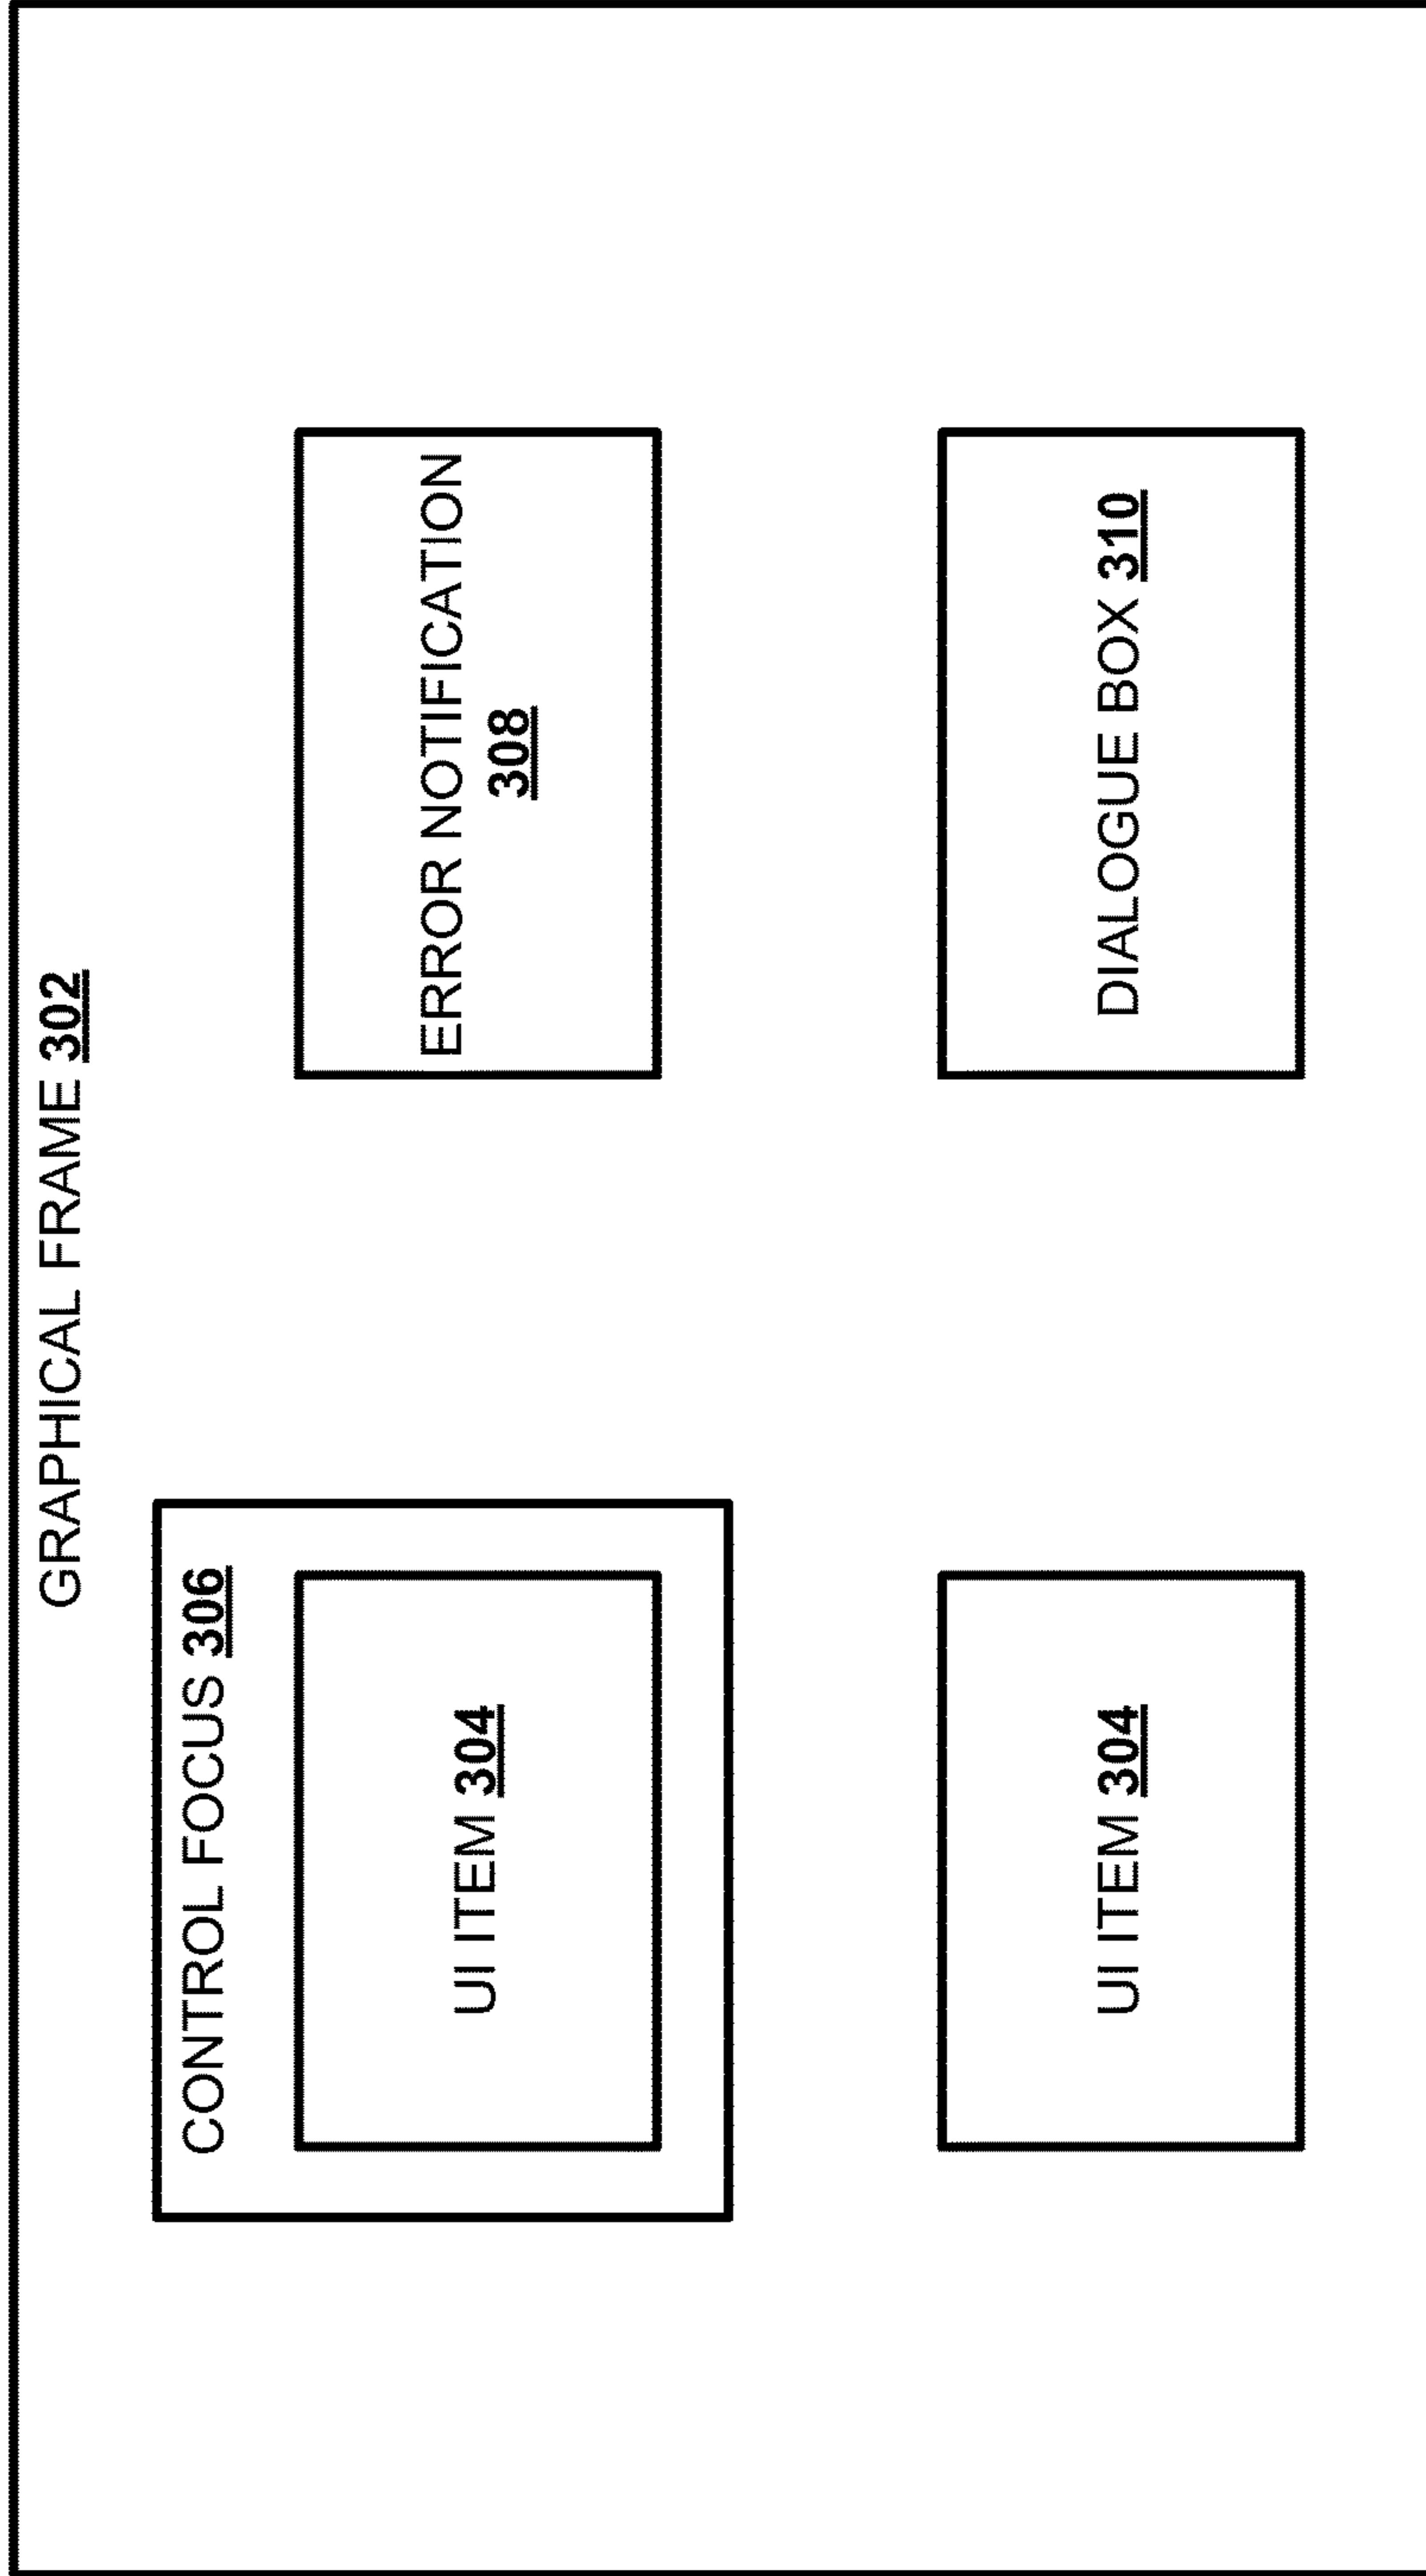 GRAPHICAL FRAME 302
CONTROL FOCUS 306
UI ITEM 304
ERROR NOTIFICATION
308
UI ITEM 304
DIALOGUE BOX 310